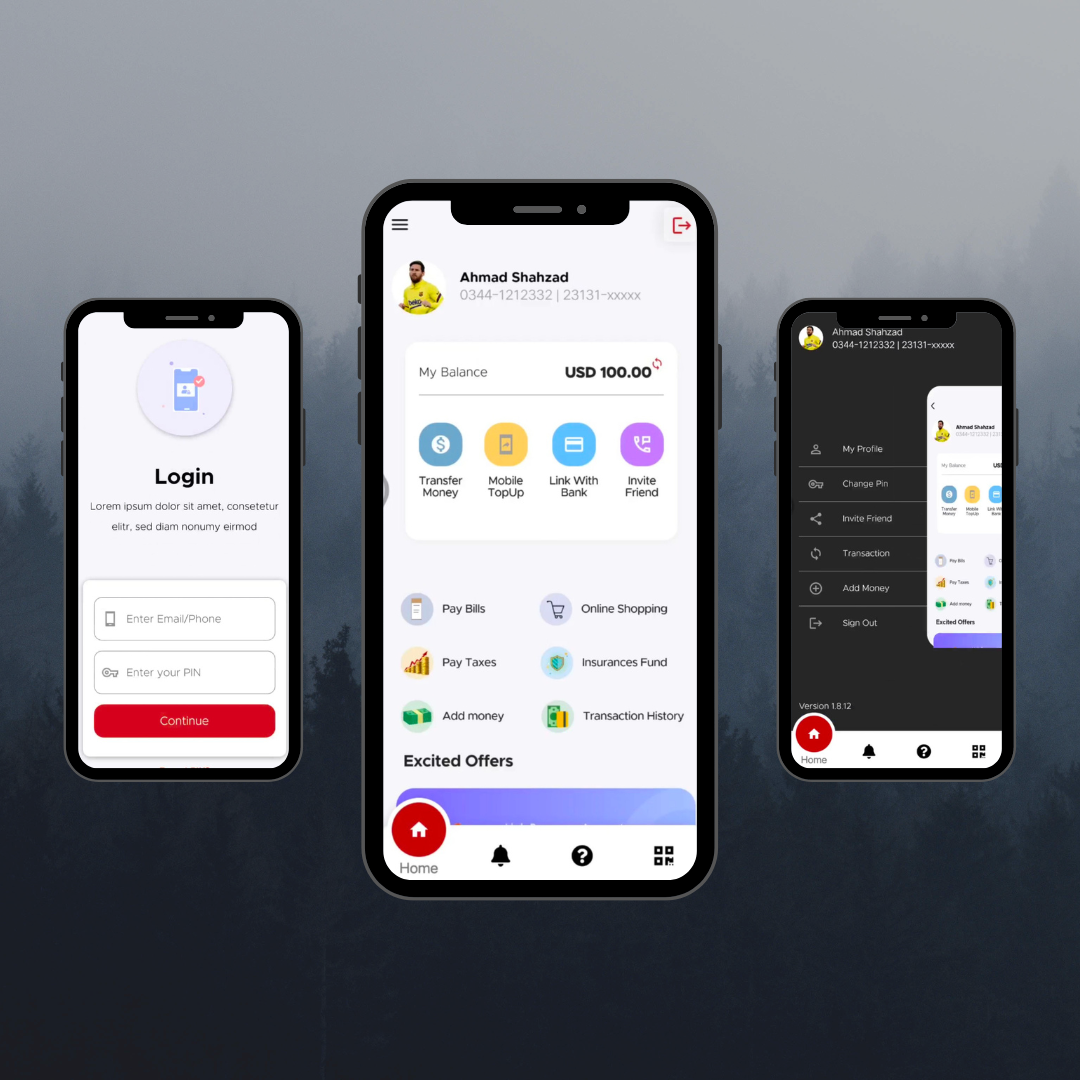 Login
Lorem ipsum dolor sit amet, consetetur
elitr, sed diam nonumy eirmod
Enter Email/Phone
Enter your PIN
Continue
Ahmad Shahzad
0344-1212332 | 23131-xxxxx
beko
My Balance
USD 100.00
Transfer Money
Mobile TopUp
Link With Bank
Invite Friend
Pay Bills
Online Shopping
Pay Taxes
Insurances Fund
Add money
Transaction History
Excited Offers
Home
Ahmad Shahzad
0344-1212332 | 23131-xxxxx
My Profile
Change Pin
Invite Friend
Transaction
Add Money
Sign Out
Version 1.8.12
Home
Ahmad Shahzad
0344-1212332 | 2313
My Balance
Transfer Money
Mobile TopUp
Pay Bills
Pay Taxes
Add money
Excited Offers